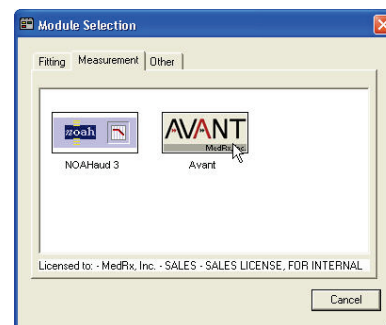 Module Selection
Fitting Measurement Other
noah
AVANT
MedRx, Inc.
NOAHaud 3 Avant
Licensed to: - MedRx, Inc. - SALES - SALES LICENSE, FOR INTERNAL
Cancel